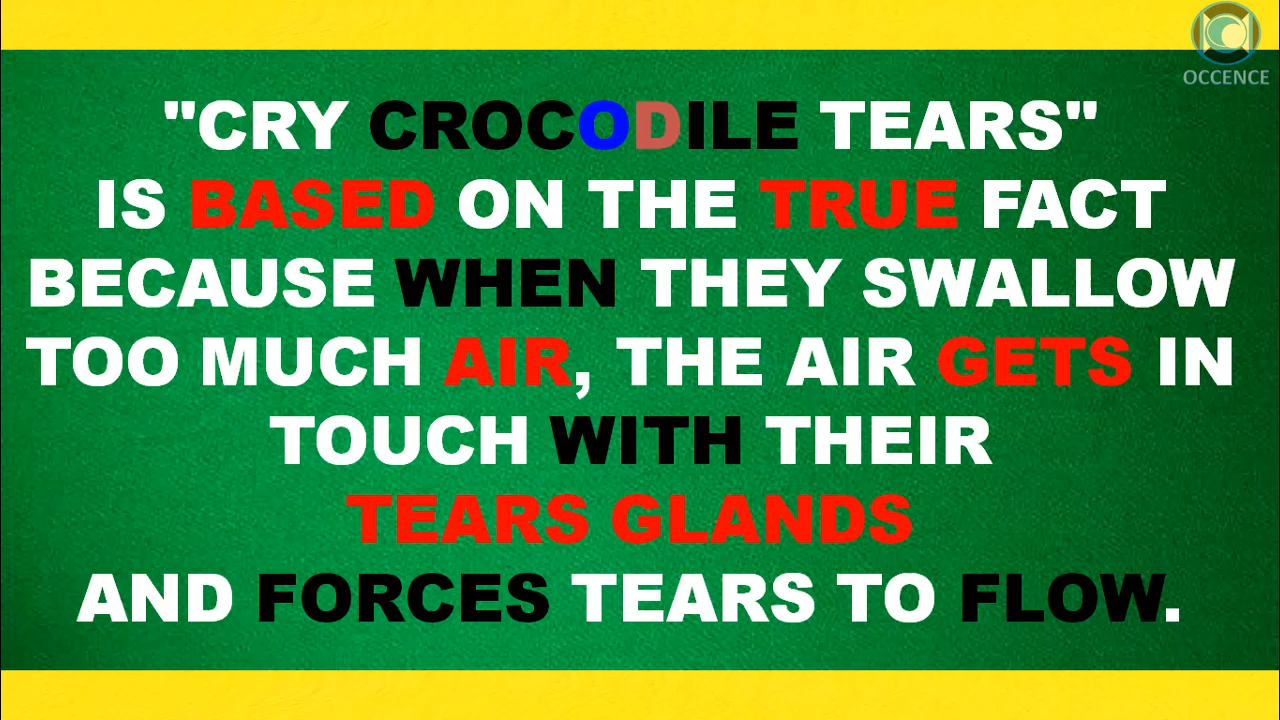 OCCENCE
"CRY CROCODILE TEARS"
IS BASED ON THE TRUE FACT
BECAUSE WHEN THEY SWALLOW
TOO MUCH AIR, THE AIR GETS IN
TOUCH WITH THEIR
TEARS GLANDS
AND FORCES TEARS TO FLOW.